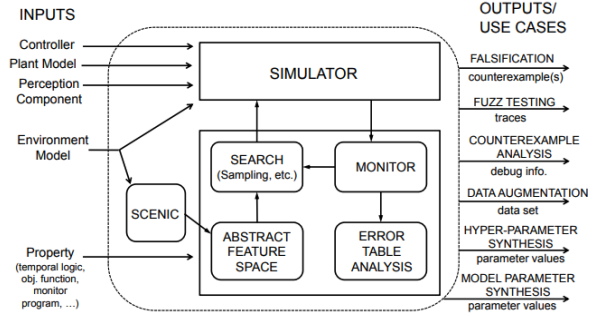 INPUTS
Controller
Plant Model
Perception
Component
Environment
Model
Property
(temporal logic,
obj. function,
monitor
program, ...)
SIMULATOR
SEARCH
(Sampling, etc.)
MONITOR
SCENIC
ABSTRACT
FEATURE
SPACE
ERROR
TABLE
ANALYSIS
OUTPUTS/
USE CASES
FALSIFICATION
counterexample(s)
FUZZ TESTING
traces
COUNTEREXAMPLE
ANALYSIS
debug info.
DATA AUGMENTATION
data set
HYPER-PARAMETER
SYNTHESIS
parameter values
MODEL PARAMETER
SYNTHESIS
parameter values